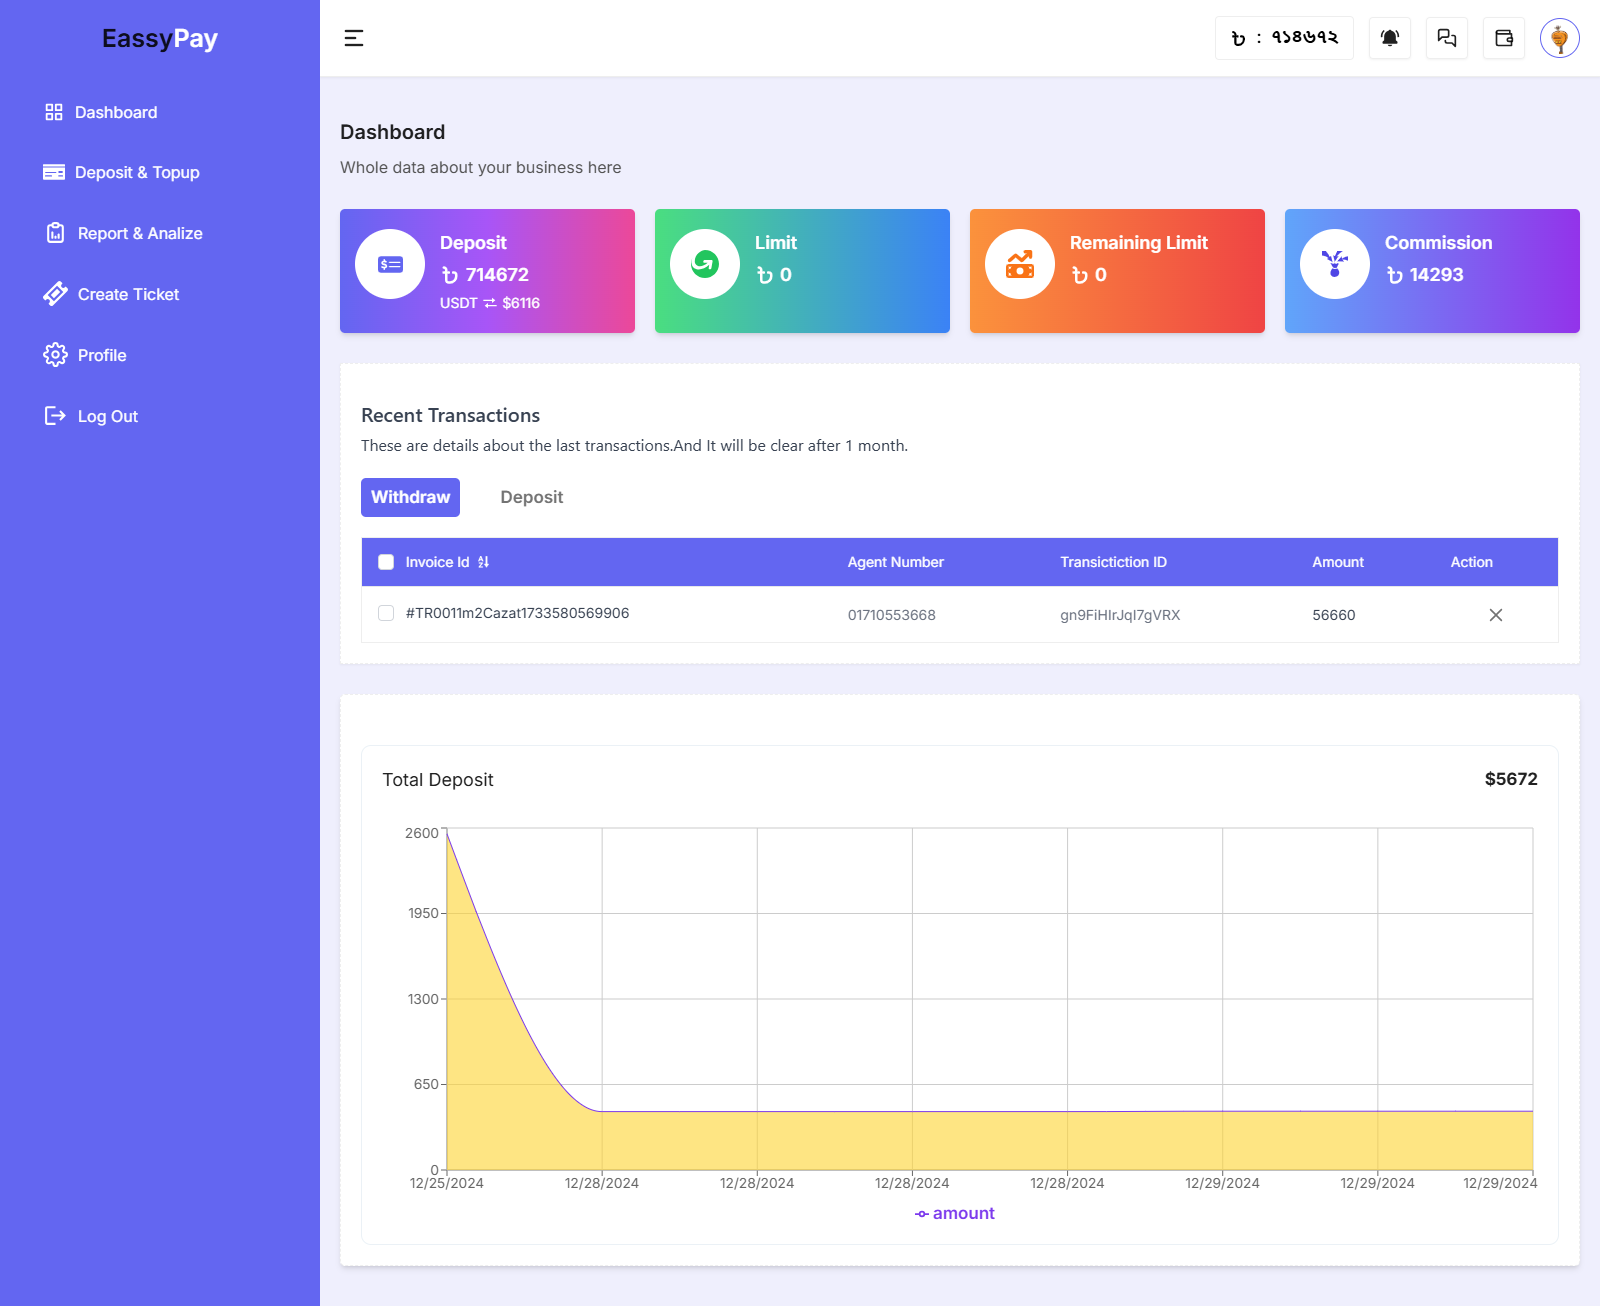 EassyPay
৳ : ৭১৪৬৭২
Dashboard
Deposit & Topup
Report & Analize
Create Ticket
Profile
Log Out
Dashboard
Whole data about your business here
Deposit
৳ 714672
USDT ⇄ $6116
Limit
৳ 0
Remaining Limit
৳ 0
Commission
৳ 14293
Recent Transactions
These are details about the last transactions.And It will be clear after 1 month.
Withdraw Deposit
Invoice Id Agent Number Transictiction ID Amount Action
#TR0011m2Cazat1733580569906 01710553668 gn9FiHIrJqI7gVRX 56660
Total Deposit $5672
2600
1950
1300
650
0
12/25/2024 12/28/2024 12/28/2024 12/28/2024 12/28/2024 12/29/2024 12/29/2024 12/29/2024
amount